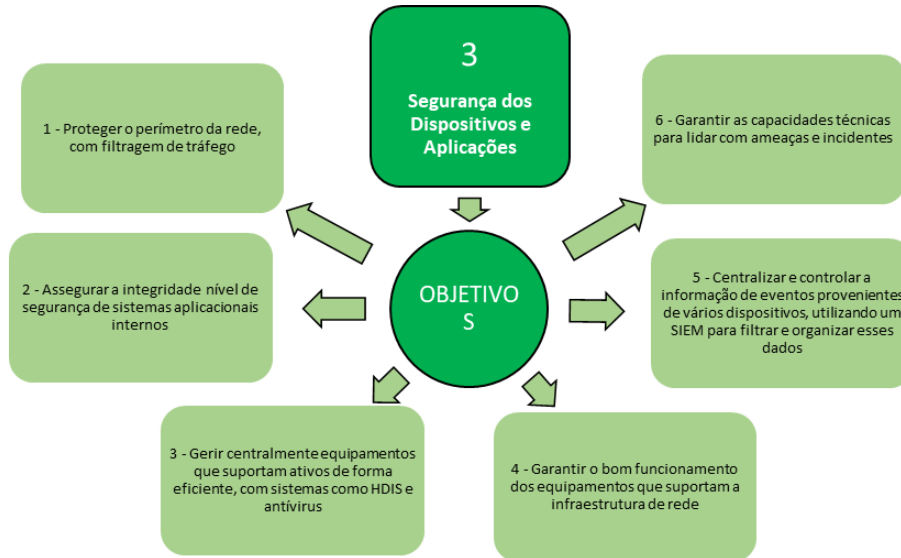 3
Segurança dos
Dispositivos e
Aplicações
1 - Proteger o perímetro da rede,
com filtragem de tráfego
6 - Garantir as capacidades técnicas
para lidar com ameaças e incidentes
2 - Assegurar a integridade nível de
segurança de sistemas aplicacionais
internos
OBJETIVO
S
5 - Centralizar e controlar a
informação de eventos provenientes
de vários dispositivos, utilizando um
SIEM para filtrar e organizar esses
dados
3 - Gerir centralmente equipamentos
que suportam ativos de forma
eficiente, com sistemas como HDIS e
antívirus
4 - Garantir o bom funcionamento
dos equipamentos que suportam a
infraestrutura de rede